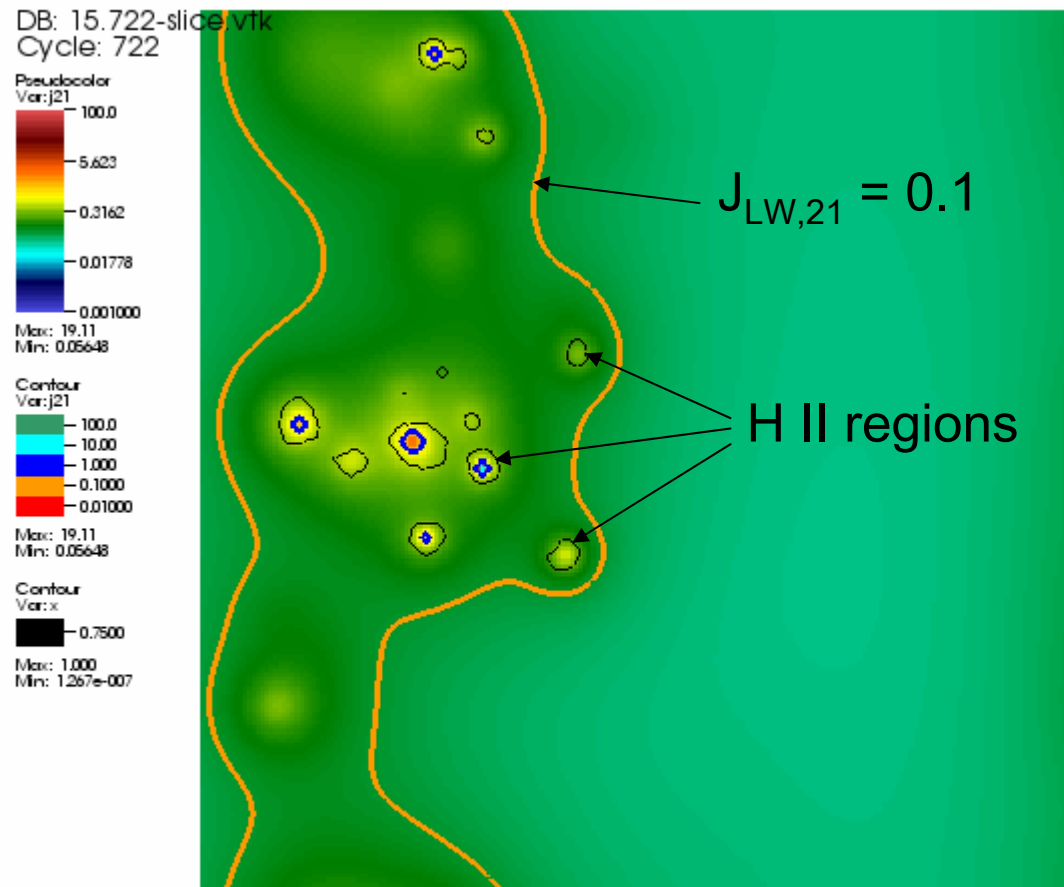 DB: 15.722-slice.vtk
Cycle: 722
Pseudocolor
Var: j21
100.0
5.623
0.3162
0.01778
0.001000
Max: 19.11
Min: 0.05648
Contour
Var: j21
100.0
10.00
1.000
0.1000
0.01000
Max: 19.11
Min: 0.05648
Contour
Var: x
0.7500
Max: 1.000
Min: 1.267e-007
J_LW,21 = 0.1
H II regions